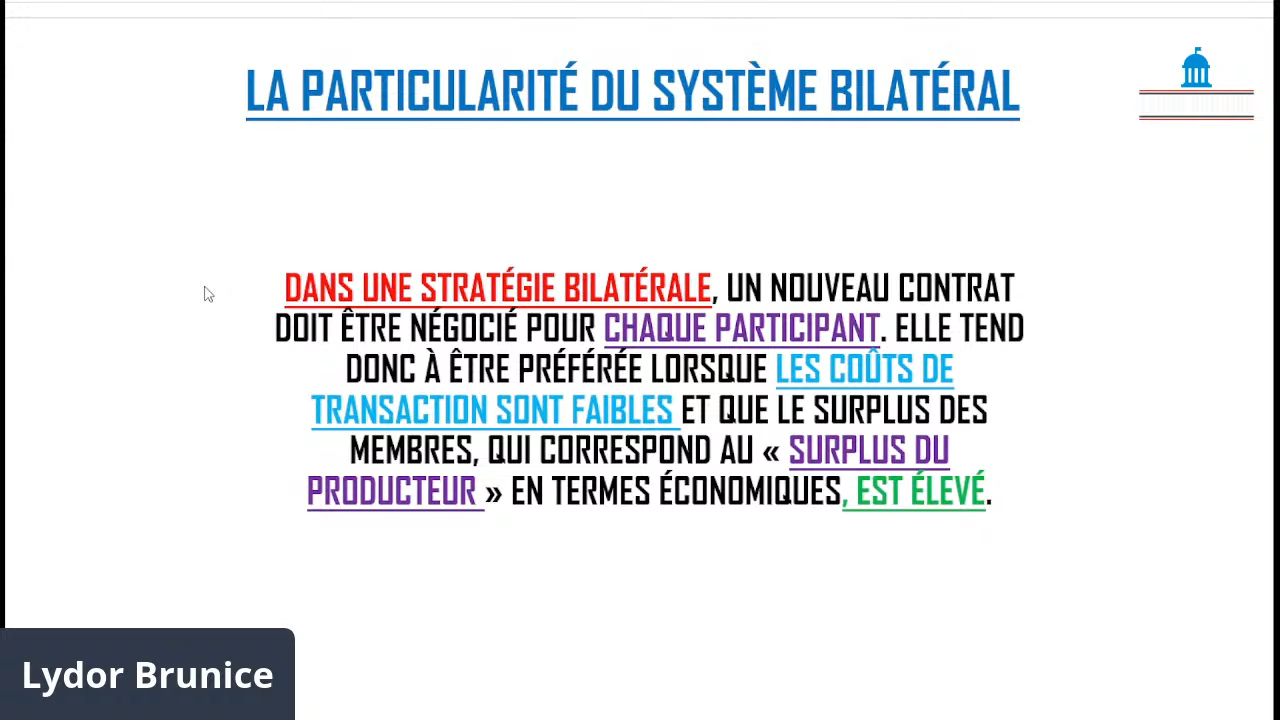 LA PARTICULARITÉ DU SYSTÈME BILATÉRAL
DANS UNE STRATÉGIE BILATÉRALE, UN NOUVEAU CONTRAT
DOIT ÊTRE NÉGOCIÉ POUR CHAQUE PARTICIPANT. ELLE TEND
DONC À ÊTRE PRÉFÉRÉE LORSQUE LES COÛTS DE
TRANSACTION SONT FAIBLES ET QUE LE SURPLUS DES
MEMBRES, QUI CORRESPOND AU « SURPLUS DU
PRODUCTEUR » EN TERMES ÉCONOMIQUES, EST ÉLEVÉ.
Lydor Brunice